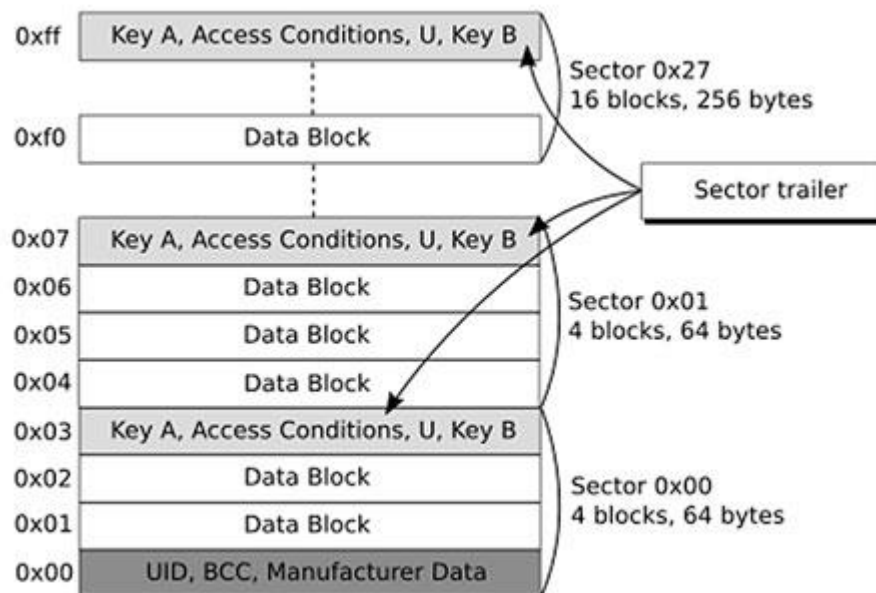 0xff
Key A, Access Conditions, U, Key B
Sector 0x27
16 blocks, 256 bytes
0xf0
Data Block
Sector trailer
0x07
Key A, Access Conditions, U, Key B
0x06
Data Block
Sector 0x01
4 blocks, 64 bytes
0x05
Data Block
0x04
Data Block
0x03
Key A, Access Conditions, U, Key B
0x02
Data Block
Sector 0x00
4 blocks, 64 bytes
0x01
Data Block
0x00
UID, BCC, Manufacturer Data